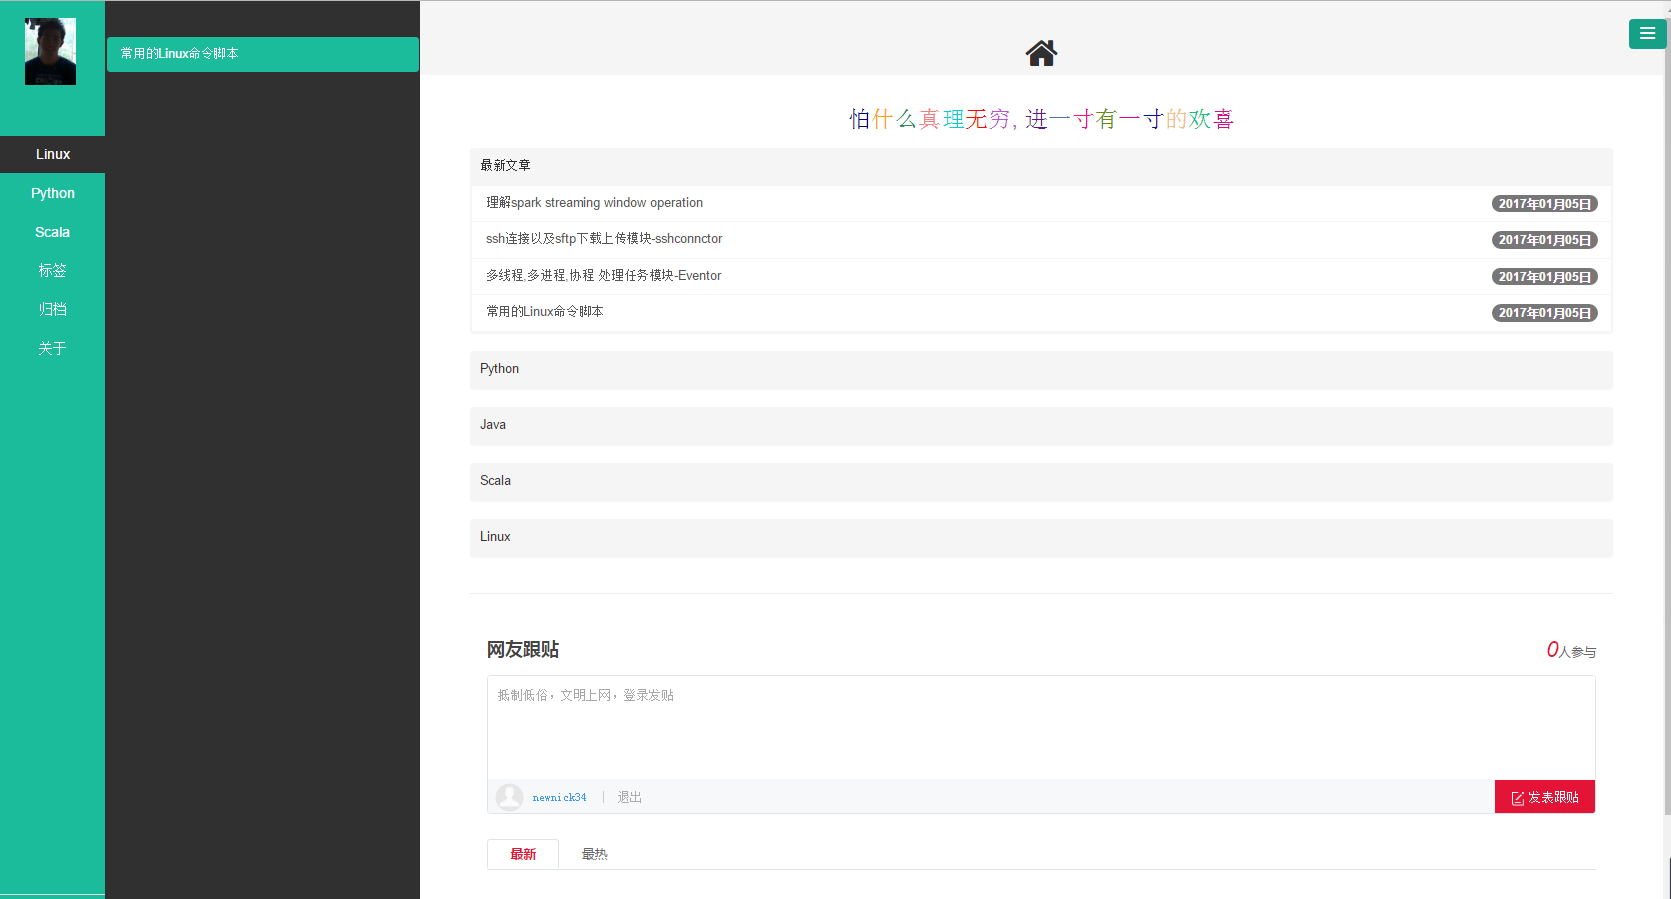 Linux
Python
Scala
标签
归档
关于
常用的Linux命令脚本
怕什么真理无穷, 进一寸有一寸的欢喜
最新文章
理解spark streaming window operation 2017年01月05日
ssh连接以及sftp下载上传模块-sshconnctor 2017年01月05日
多线程,多进程,协程 处理任务模块-Eventor 2017年01月05日
常用的Linux命令脚本 2017年01月05日
Python
Java
Scala
Linux
网友跟贴 0人参与
抵制低俗，文明上网，登录发贴
newnick34 | 退出 发表跟贴
最新 最热